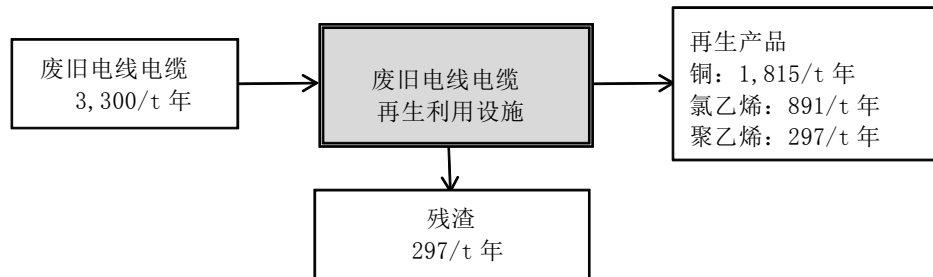 废旧电线电缆
3,300/t 年
废旧电线电缆
再生利用设施
再生产品
铜：1,815/t 年
氯乙烯：891/t 年
聚乙烯：297/t 年
残渣
297/t 年